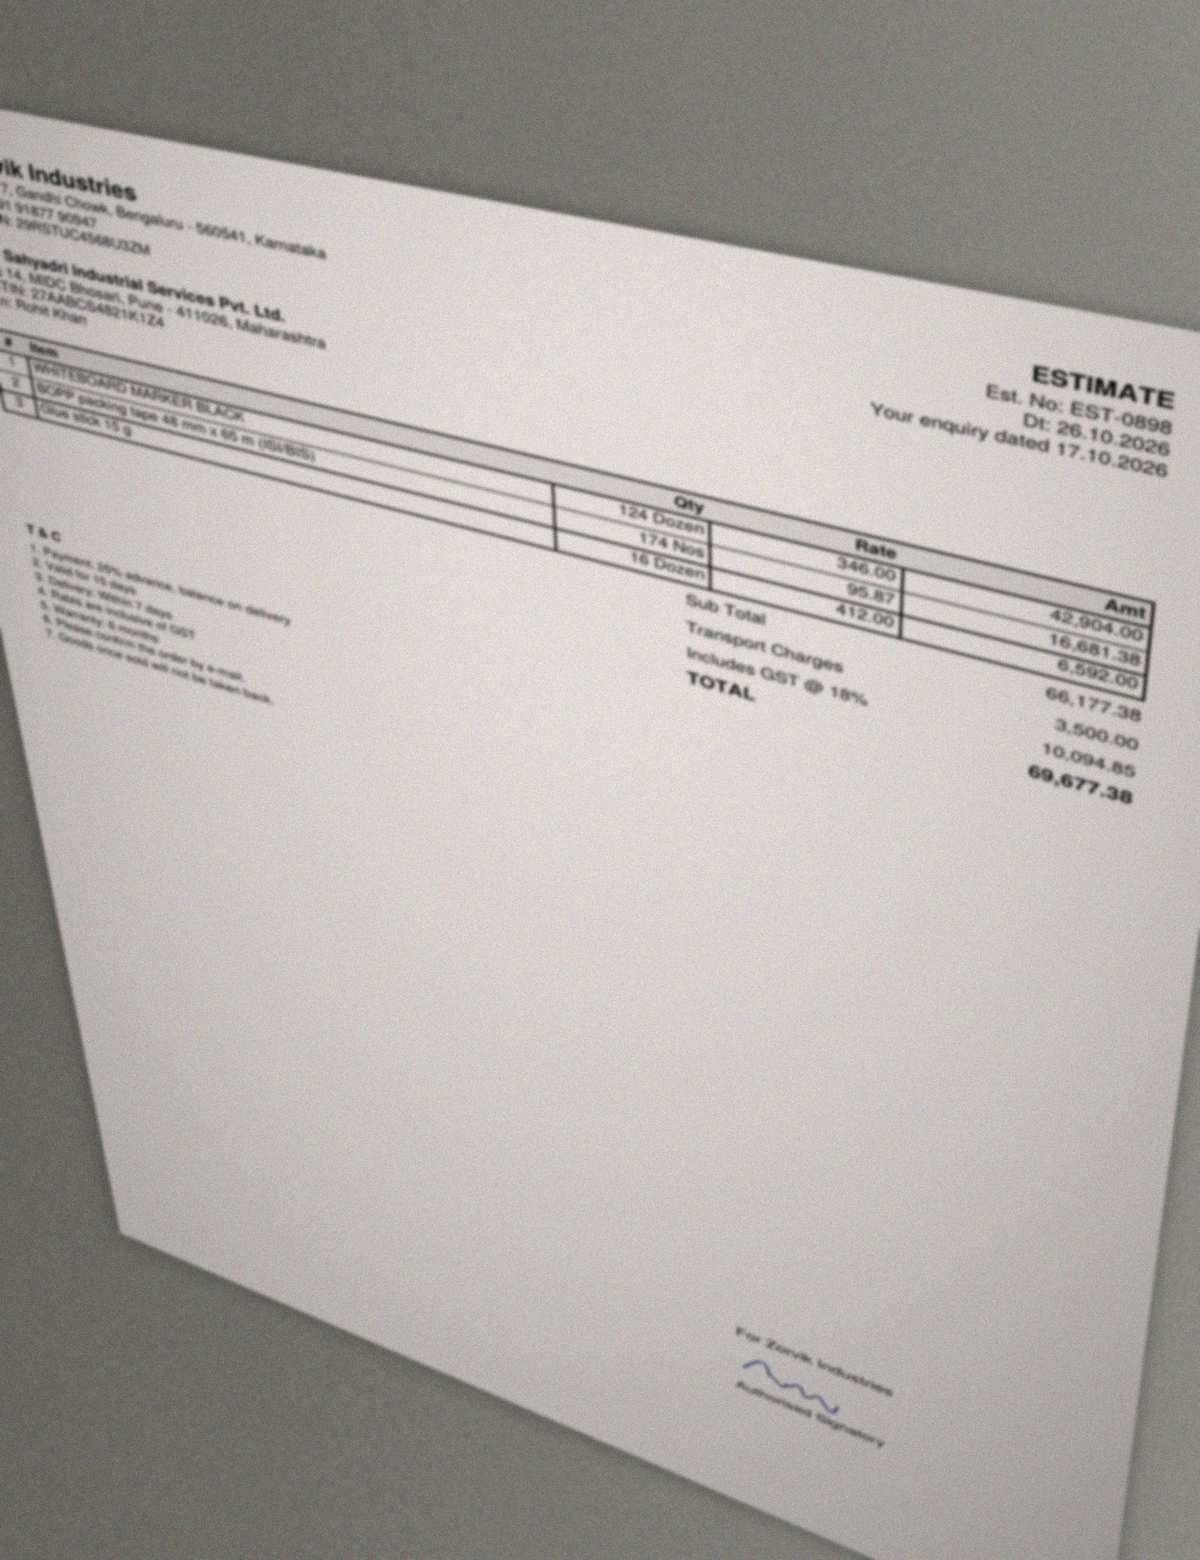 vik Industries
7, Gandhi Chowk, Bengaluru - 560541, Karnataka
91 91877 90947
N: 29RSTUC4568U3ZM
Sahyadri Industrial Services Pvt. Ltd.
14, MIDC Bhosari, Pune - 411026, Maharashtra
TIN: 27AABCS4821K1Z4
n: Rohit Khan
ESTIMATE
Est. No: EST-0898
Dt: 26.10.2026
Your enquiry dated 17.10.2026
# Item Qty Rate Amt
1 WHITEBOARD MARKER BLACK 124 Dozen 346.00 42,904.00
2 BOPP packing tape 48 mm x 65 m (ISI/BIS) 174 Nos 95.87 16,681.38
3 Glue stick 15 g 16 Dozen 412.00 6,592.00
Sub Total 66,177.38
Transport Charges 3,500.00
Includes GST @ 18% 10,094.85
TOTAL 69,677.38
T & C
1. Payment: 25% advance, balance on delivery
2. Valid for 15 days
3. Delivery: Within 7 days
4. Rates are inclusive of GST
5. Warranty: 6 months
6. Please confirm the order by e-mail.
7. Goods once sold will not be taken back.
For Zorvik Industries
Authorised Signatory